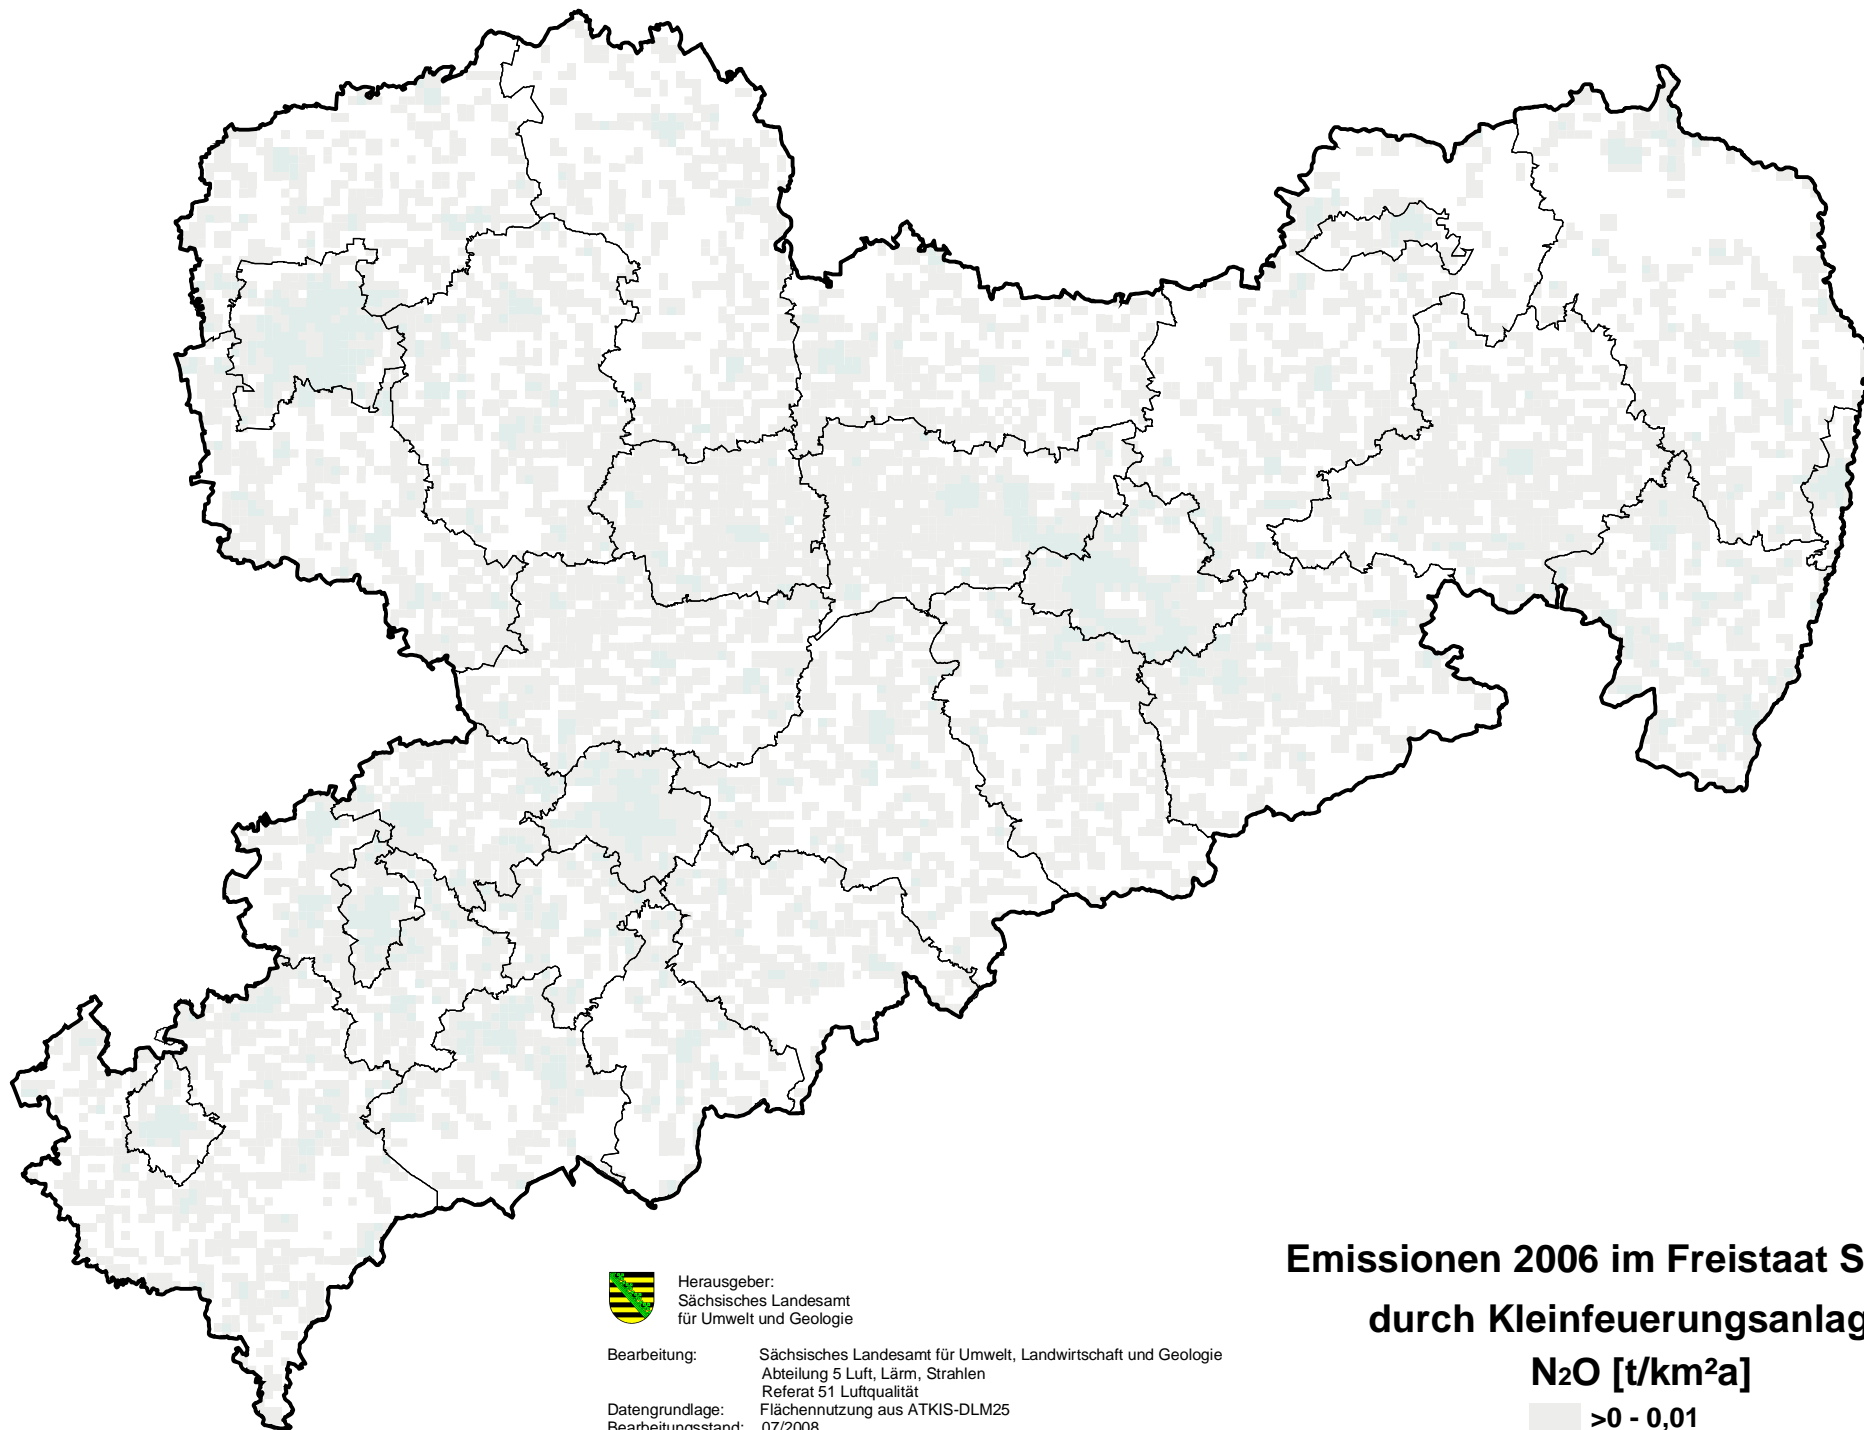 Herausgeber:
Sächsisches Landesamt
für Umwelt und Geologie
Bearbeitung: Sächsisches Landesamt für Umwelt, Landwirtschaft und Geologie
Abteilung 5 Luft, Lärm, Strahlen
Referat 51 Luftqualität
Datengrundlage: Flächennutzung aus ATKIS-DLM25
Bearbeitungsstand: 07/2008
Emissionen 2006 im Freistaat S
durch Kleinfeuerungsanlag
N₂O [t/km²a]
>0 - 0,01